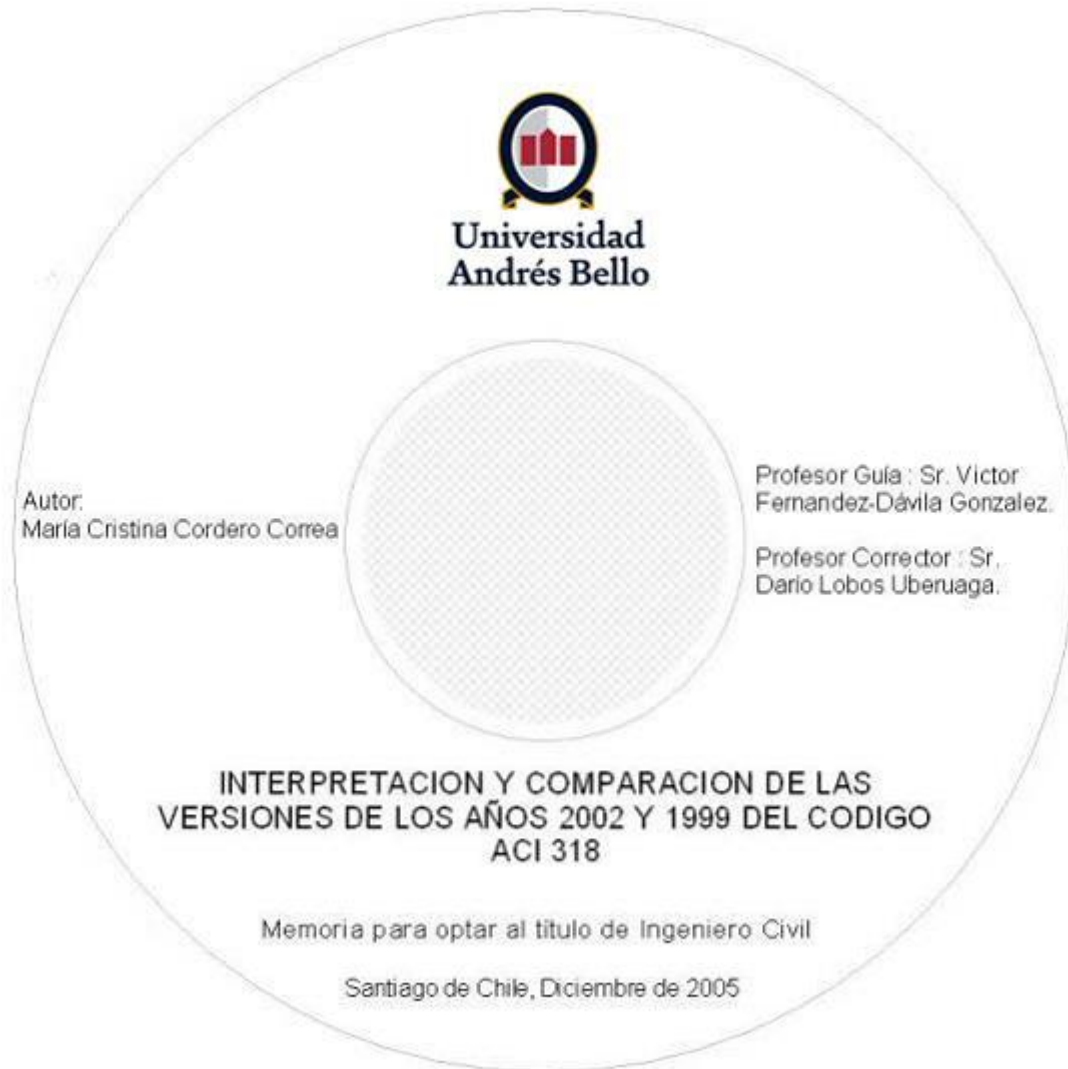 Universidad
Andrés Bello
Autor:
María Cristina Cordero Correa
Profesor Guía : Sr. Victor
Fernandez-Dávila Gonzalez.
Profesor Corrector : Sr.
Darío Lobos Uberuaga.
INTERPRETACION Y COMPARACION DE LAS
VERSIONES DE LOS AÑOS 2002 Y 1999 DEL CODIGO
ACI 318
Memoria para optar al título de Ingeniero Civil
Santiago de Chile, Diciembre de 2005